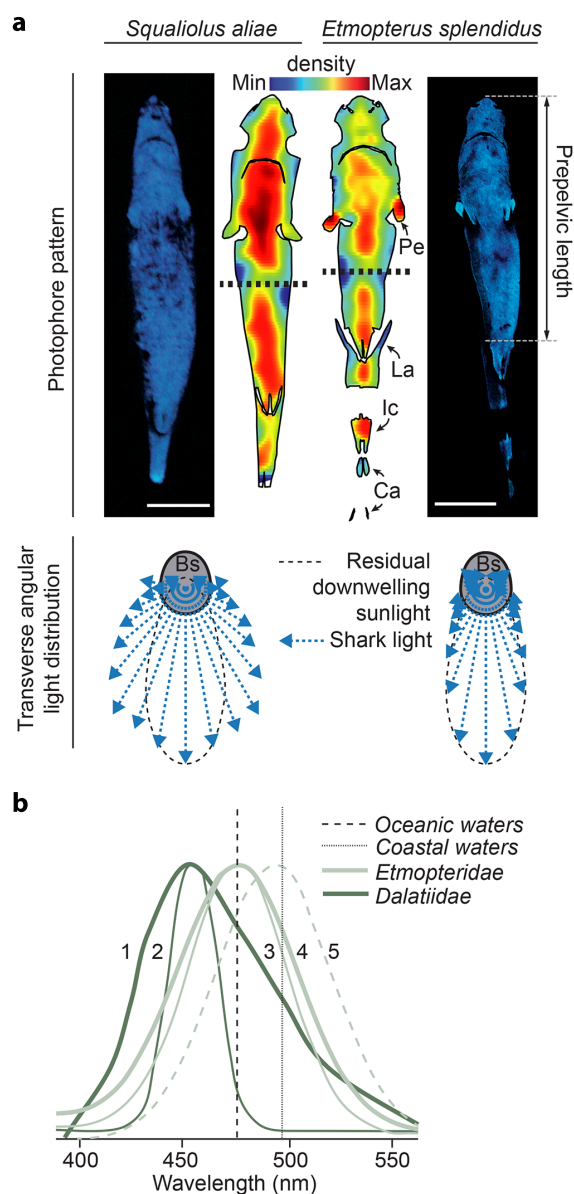 a
Squaliolus aliae
Etmopterus splendidus
density
Min
Max
Photophore pattern
Prepelvic length
Pe
La
Ic
Ca
Transverse angular
light distribution
Bs
Residual
downwelling
sunlight
Shark light
Bs
b
Oceanic waters
Coastal waters
Etmopteridae
Dalatiidae
1
2
3
4
5
400
450
500
550
Wavelength (nm)